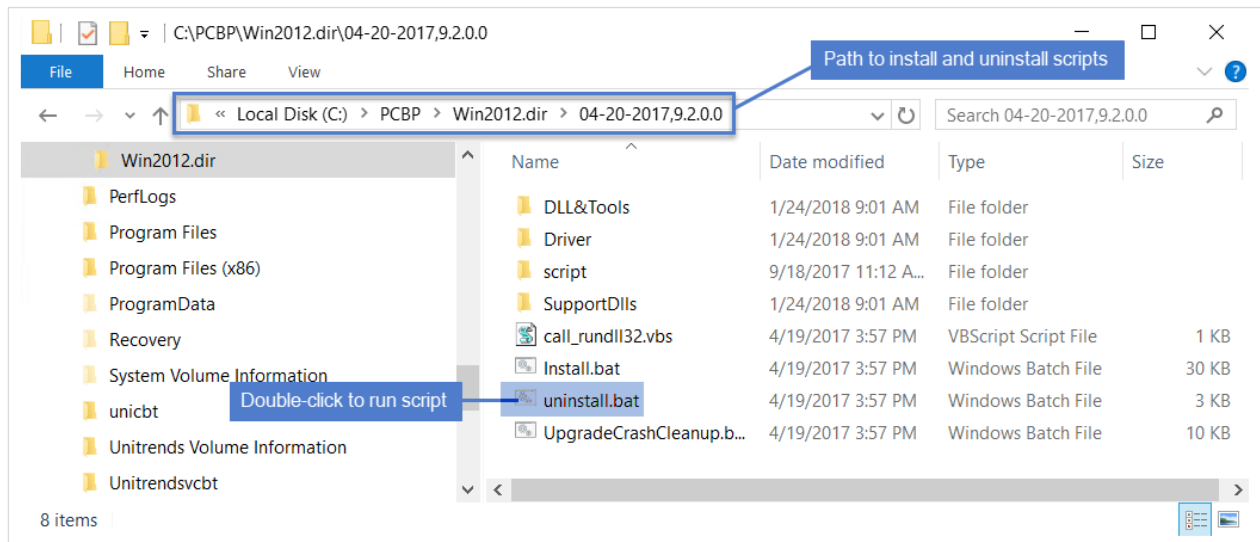 C:\PCBP\Win2012.dir\04-20-2017,9.2.0.0
Path to install and uninstall scripts
File Home Share View
« Local Disk (C:) > PCBP > Win2012.dir > 04-20-2017,9.2.0.0
Search 04-20-2017,9.2.0.0
Win2012.dir
PerfLogs
Program Files
Program Files (x86)
ProgramData
Recovery
System Volume Information
unicbt
Unitrends Volume Information
Unitrendsvcbt
Double-click to run script
Name Date modified Type Size
DLL&Tools 1/24/2018 9:01 AM File folder
Driver 1/24/2018 9:01 AM File folder
script 9/18/2017 11:12 A... File folder
SupportDlls 1/24/2018 9:01 AM File folder
call_rundll32.vbs 4/19/2017 3:57 PM VBScript Script File 1 KB
Install.bat 4/19/2017 3:57 PM Windows Batch File 30 KB
uninstall.bat 4/19/2017 3:57 PM Windows Batch File 3 KB
UpgradeCrashCleanup.b... 4/19/2017 3:57 PM Windows Batch File 10 KB
8 items